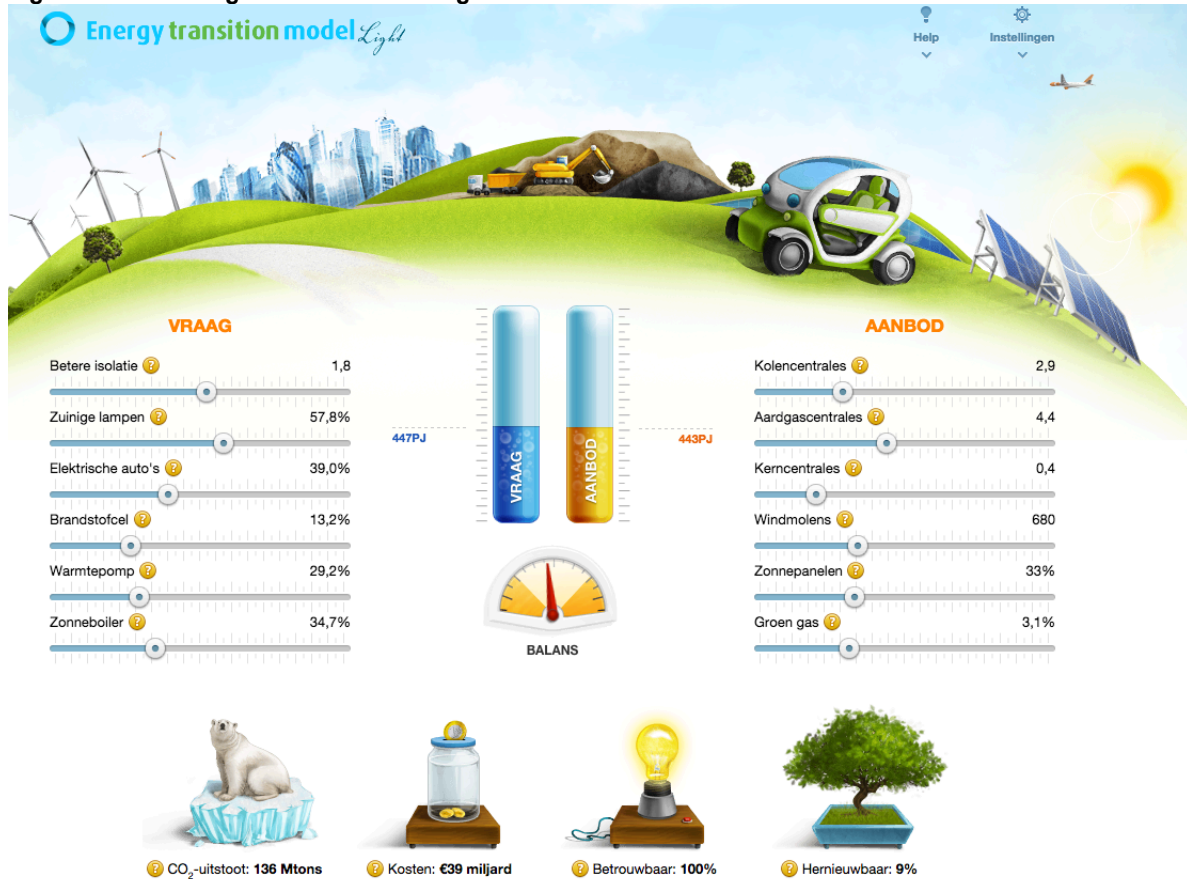 Energy transition model Light
Help
Instellingen
VRAAG
Betere isolatie ? 1,8
Zuinige lampen ? 57,8%
Elektrische auto's ? 39,0%
Brandstofcel ? 13,2%
Warmtepomp ? 29,2%
Zonneboiler ? 34,7%
447PJ
VRAAG
AANBOD
443PJ
BALANS
AANBOD
Kolencentrales ? 2,9
Aardgascentrales ? 4,4
Kerncentrales ? 0,4
Windmolens ? 680
Zonnepanelen ? 33%
Groen gas ? 3,1%
? CO₂-uitstoot: 136 Mtons
? Kosten: €39 miljard
? Betrouwbaar: 100%
? Hernieuwbaar: 9%